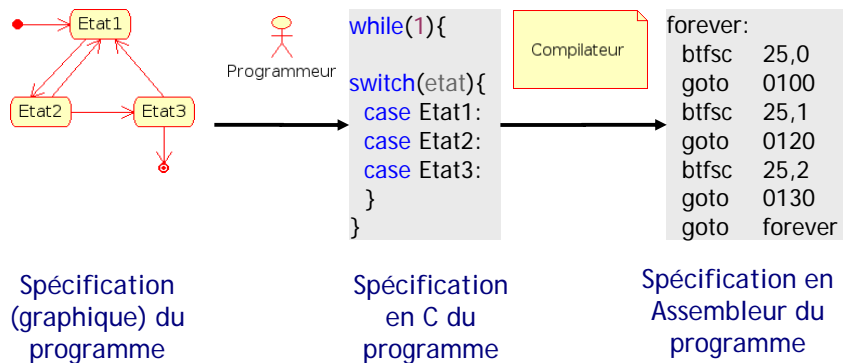 Etat1
Etat2
Etat3
Programmeur
while(1){
switch(etat){
case Etat1:
case Etat2:
case Etat3:
}
}
Compilateur
forever:
btfsc 25,0
goto 0100
btfsc 25,1
goto 0120
btfsc 25,2
goto 0130
goto forever
Spécification
(graphique) du
programme
Spécification
en C du
programme
Spécification en
Assembleur du
programme